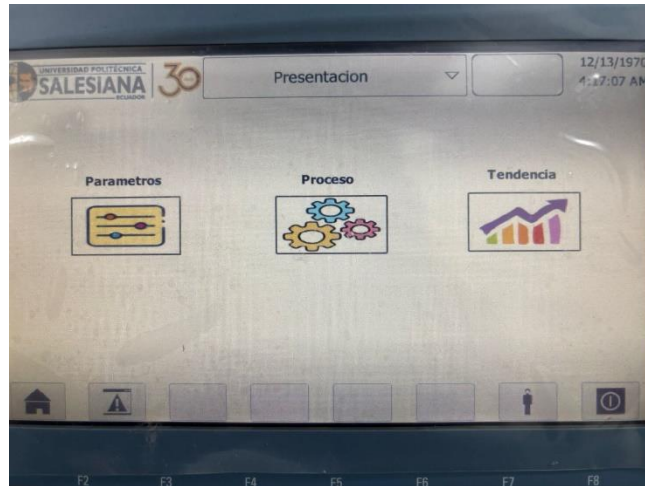 UNIVERSIDAD POLITÉCNICA
SALESIANA
ECUADOR
30
Presentacion
12/13/1970
4:17:07 AM
Parametros
Proceso
Tendencia
F2
F3
F4
F5
F6
F7
F8